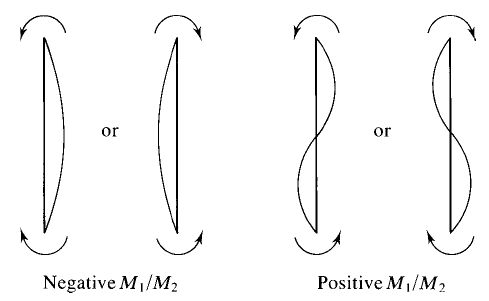 or
or
Negative M₁/M₂
Positive M₁/M₂